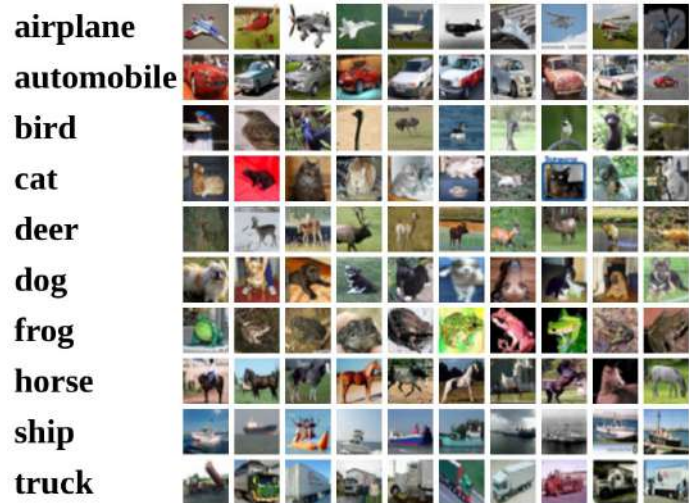 airplane
automobile
bird
cat
deer
dog
frog
horse
ship
truck